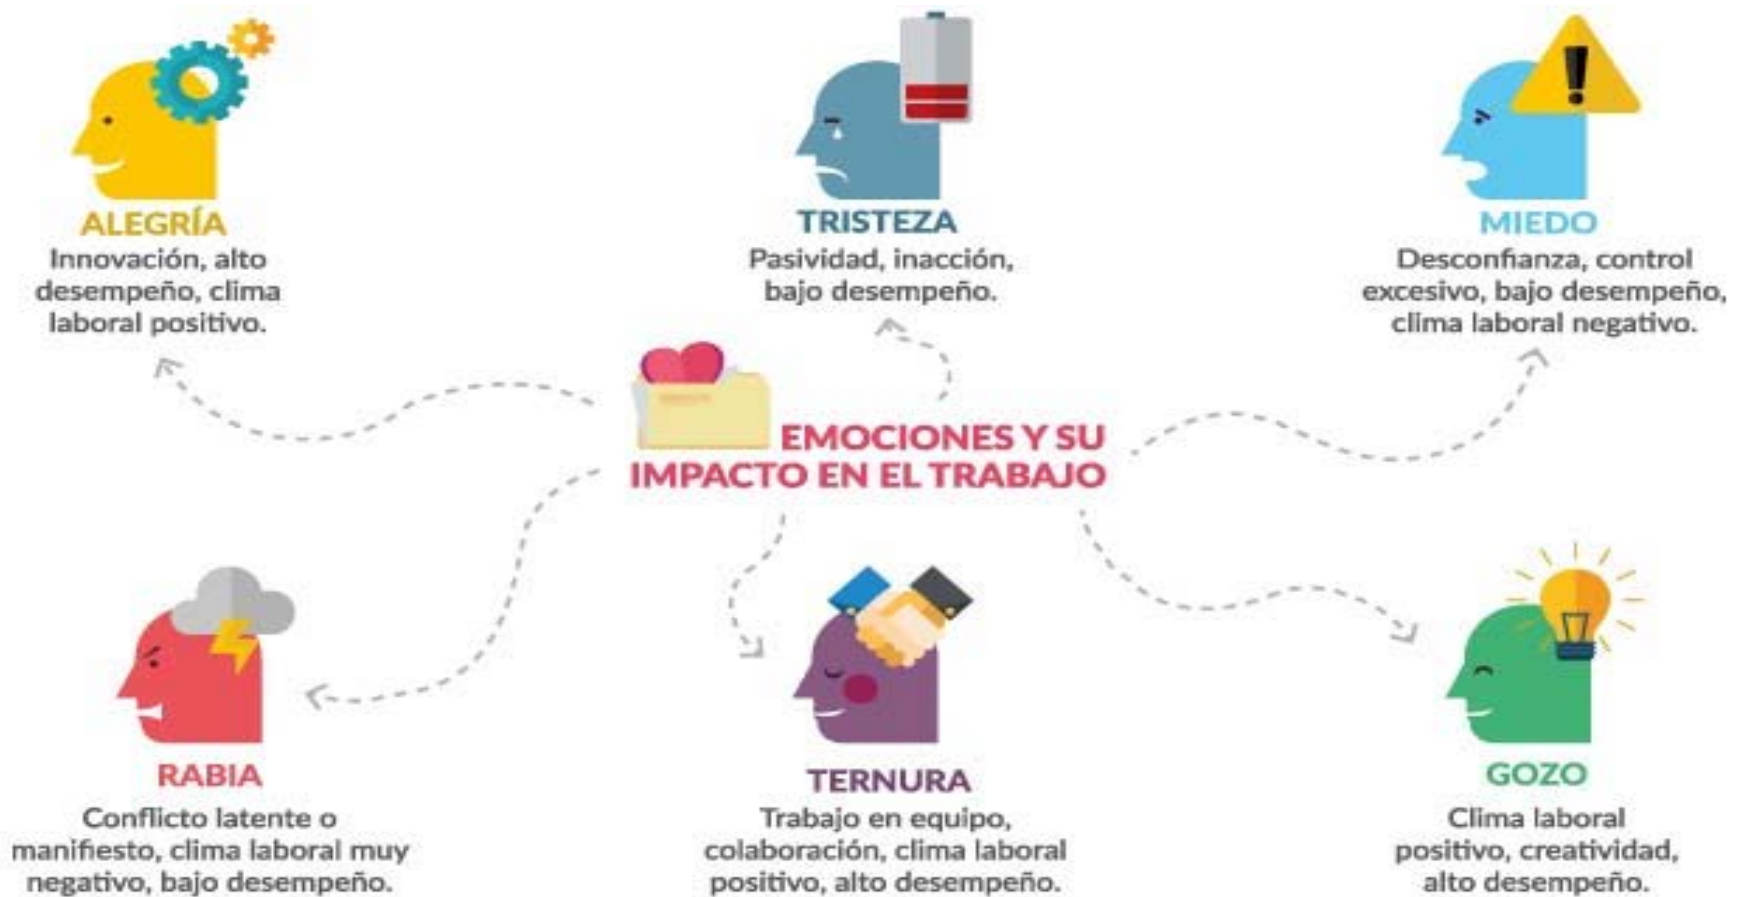 ALEGRÍA
Innovación, alto
desempeño, clima
laboral positivo.
TRISTEZA
Pasividad, inacción,
bajo desempeño.
MIEDO
Desconfianza, control
excesivo, bajo desempeño,
clima laboral negativo.
EMOCIONES Y SU
IMPACTO EN EL TRABAJO
RABIA
Conflicto latente o
manifiesto, clima laboral muy
negativo, bajo desempeño.
TERNURA
Trabajo en equipo,
colaboración, clima laboral
positivo, alto desempeño.
GOZO
Clima laboral
positivo, creatividad,
alto desempeño.